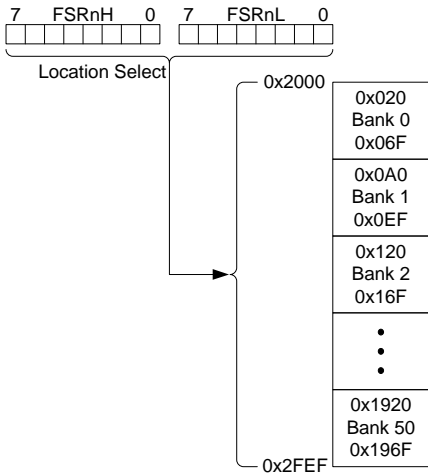 7 FSRnH 0 7 FSRnL 0
Location Select
0x2000
0x020
Bank 0
0x06F
0x0A0
Bank 1
0x0EF
0x120
Bank 2
0x16F
0x1920
Bank 50
0x196F
0x2FEF